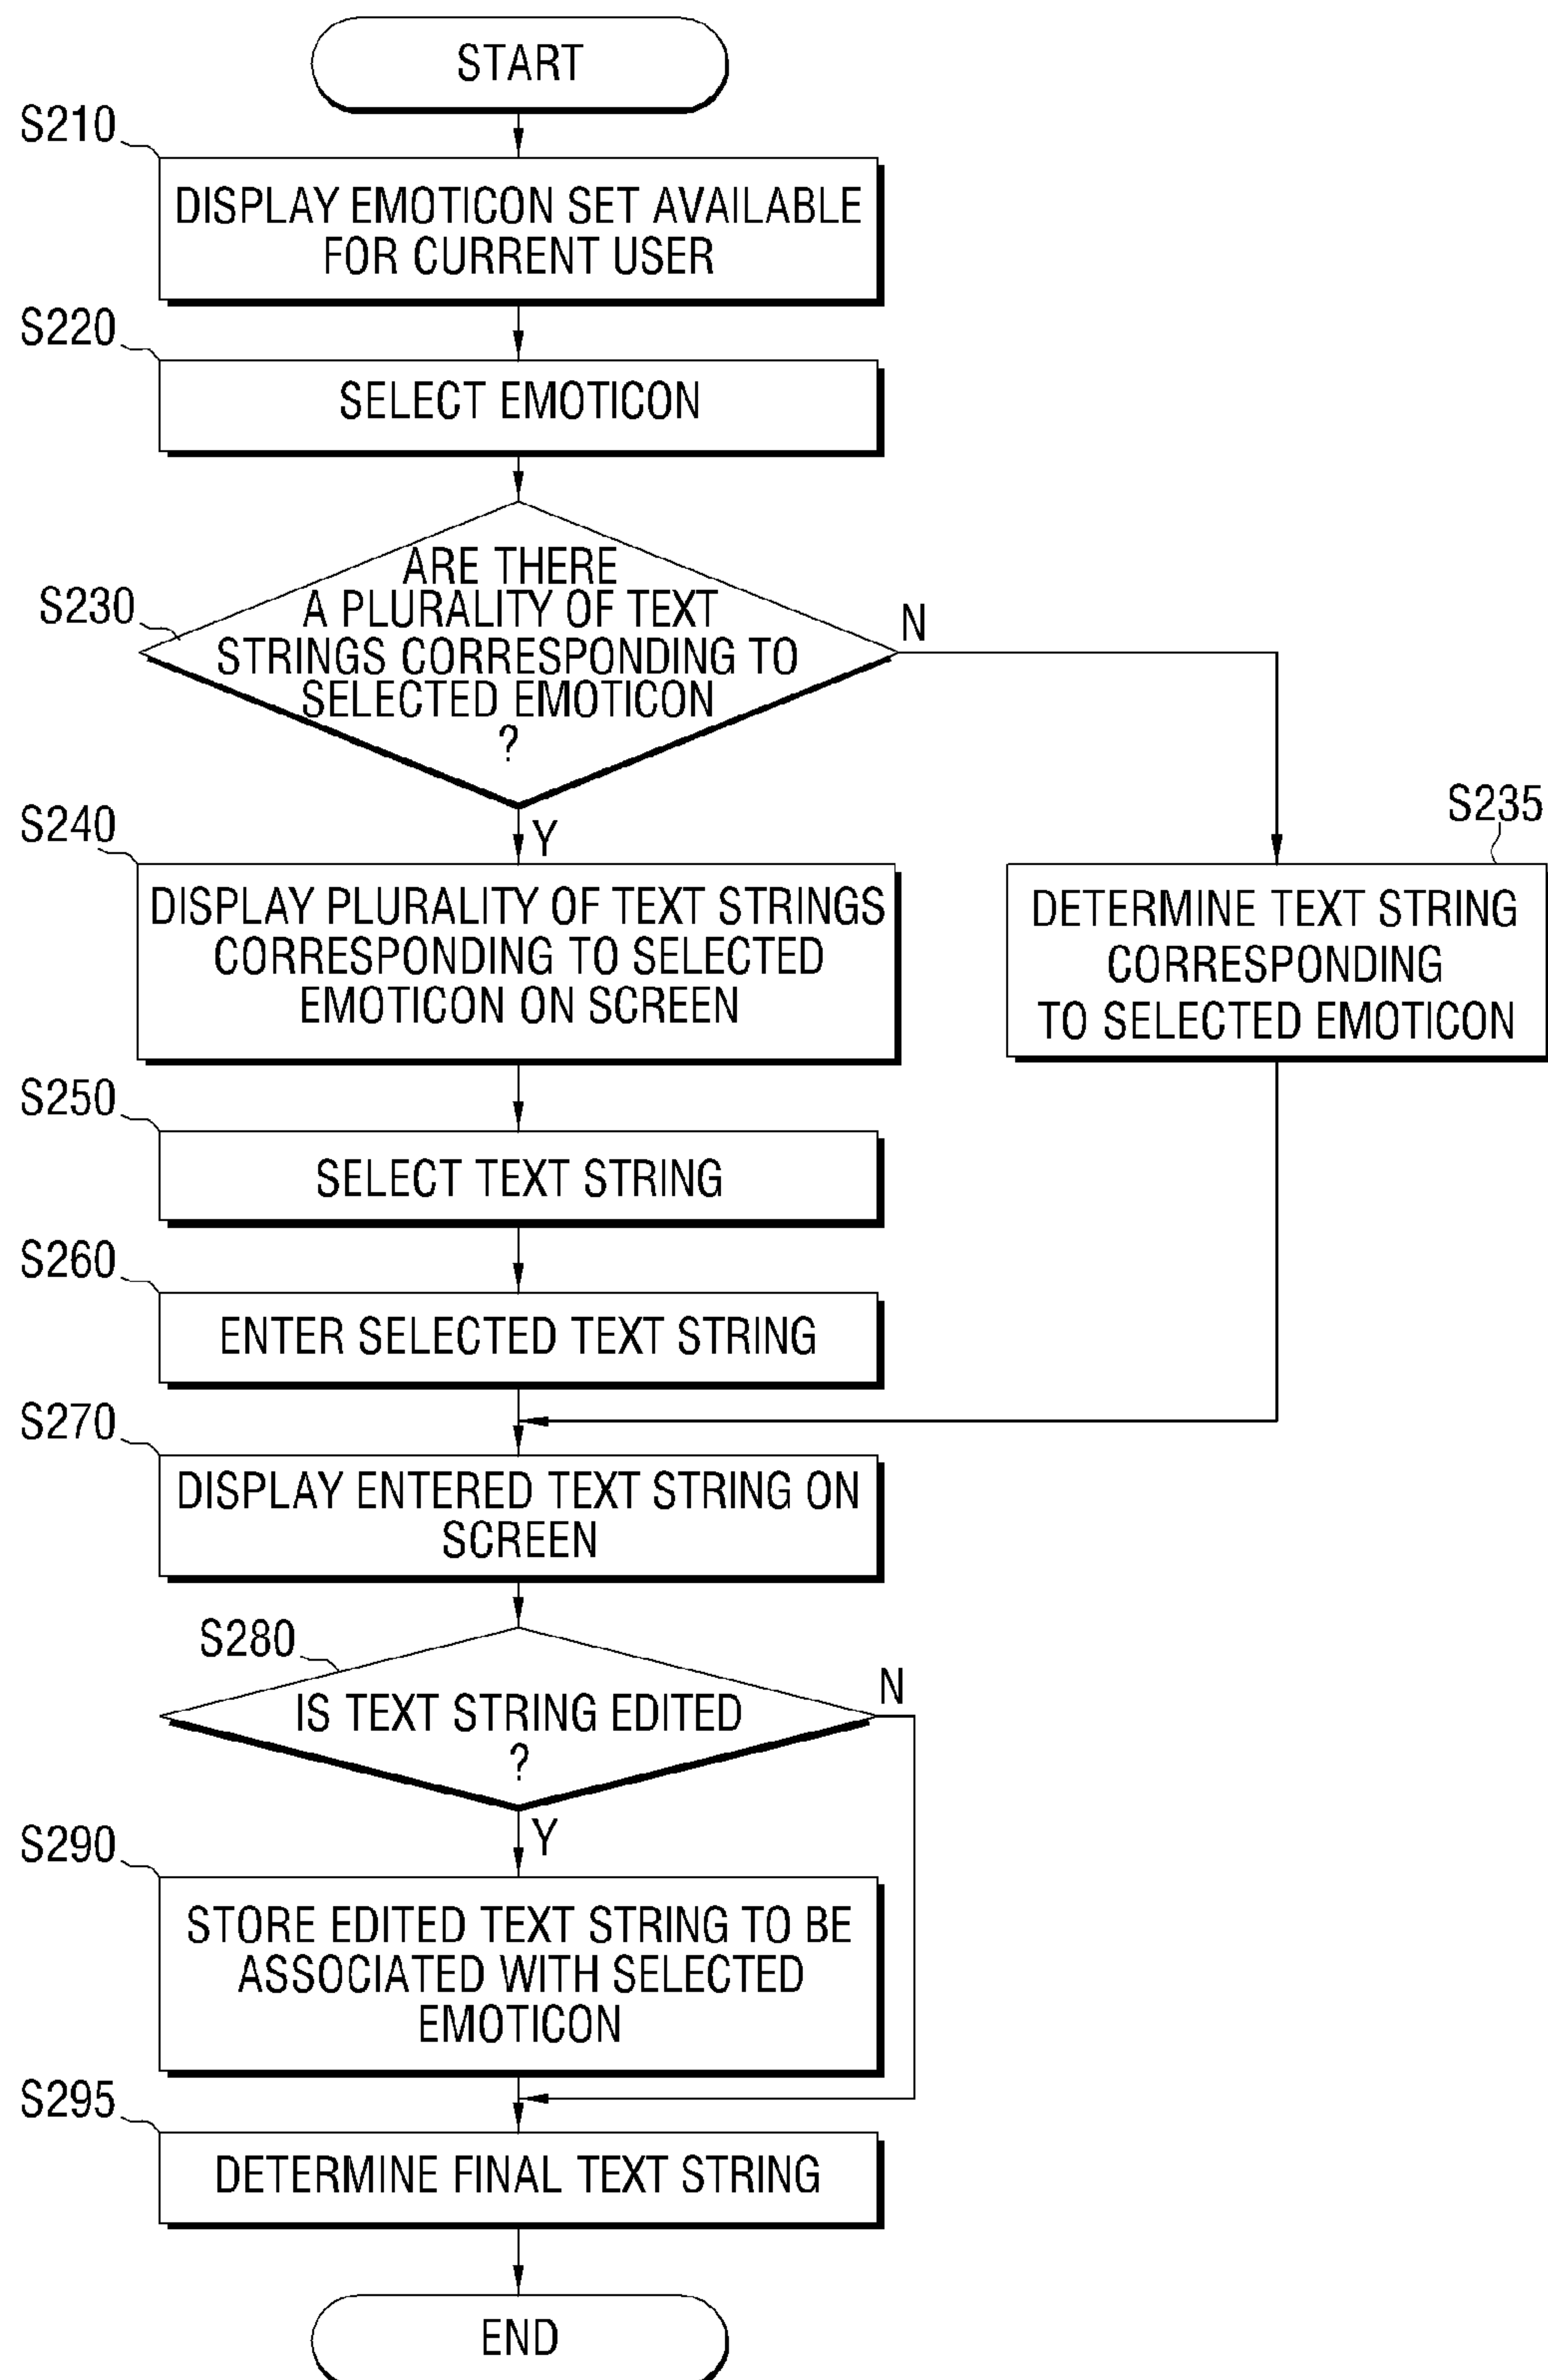 START
S210
DISPLAY EMOTICON SET AVAILABLE
FOR CURRENT USER
S220
SELECT EMOTICON
S230
ARE THERE
A PLURALITY OF TEXT
STRINGS CORRESPONDING TO
SELECTED EMOTICON
?
N
Y
S240
DISPLAY PLURALITY OF TEXT STRINGS
CORRESPONDING TO SELECTED
EMOTICON ON SCREEN
S235
DETERMINE TEXT STRING
CORRESPONDING
TO SELECTED EMOTICON
S250
SELECT TEXT STRING
S260
ENTER SELECTED TEXT STRING
S270
DISPLAY ENTERED TEXT STRING ON
SCREEN
S280
IS TEXT STRING EDITED
?
N
Y
S290
STORE EDITED TEXT STRING TO BE
ASSOCIATED WITH SELECTED
EMOTICON
S295
DETERMINE FINAL TEXT STRING
END